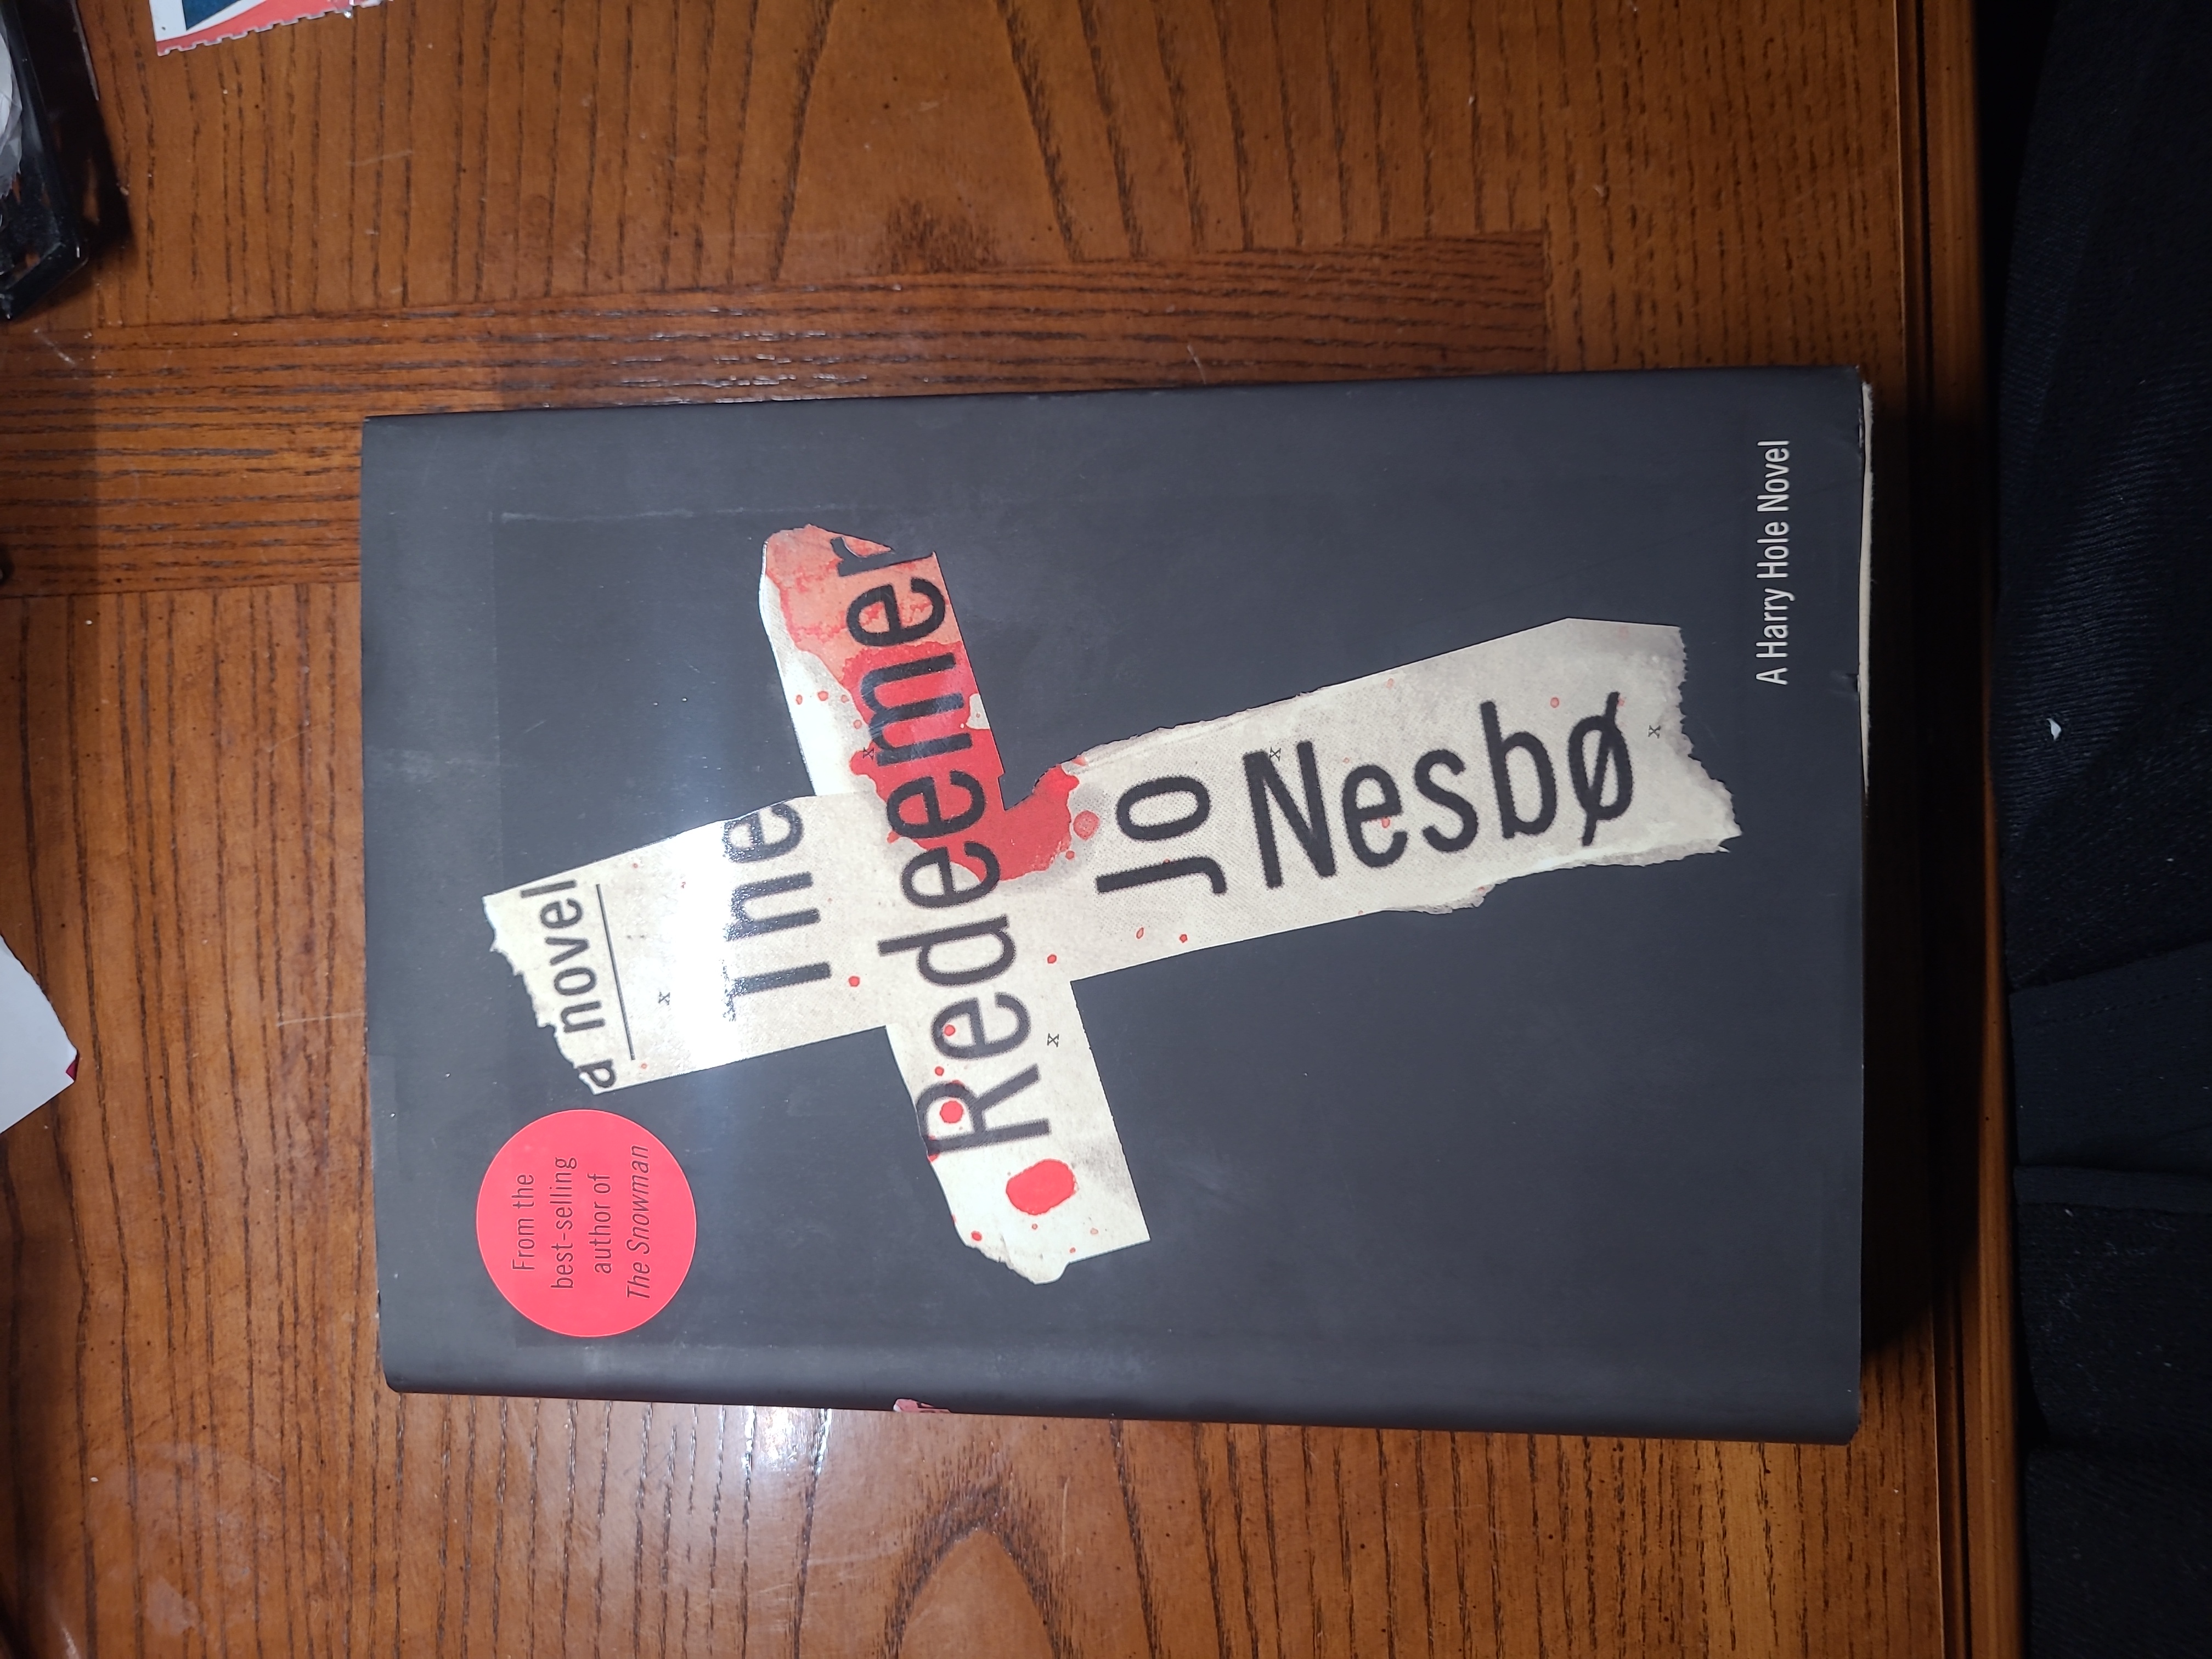 From the
best-selling
author of
The Snowman
a novel
The
Redeemer
Jo
Nesbø
A Harry Hole Novel